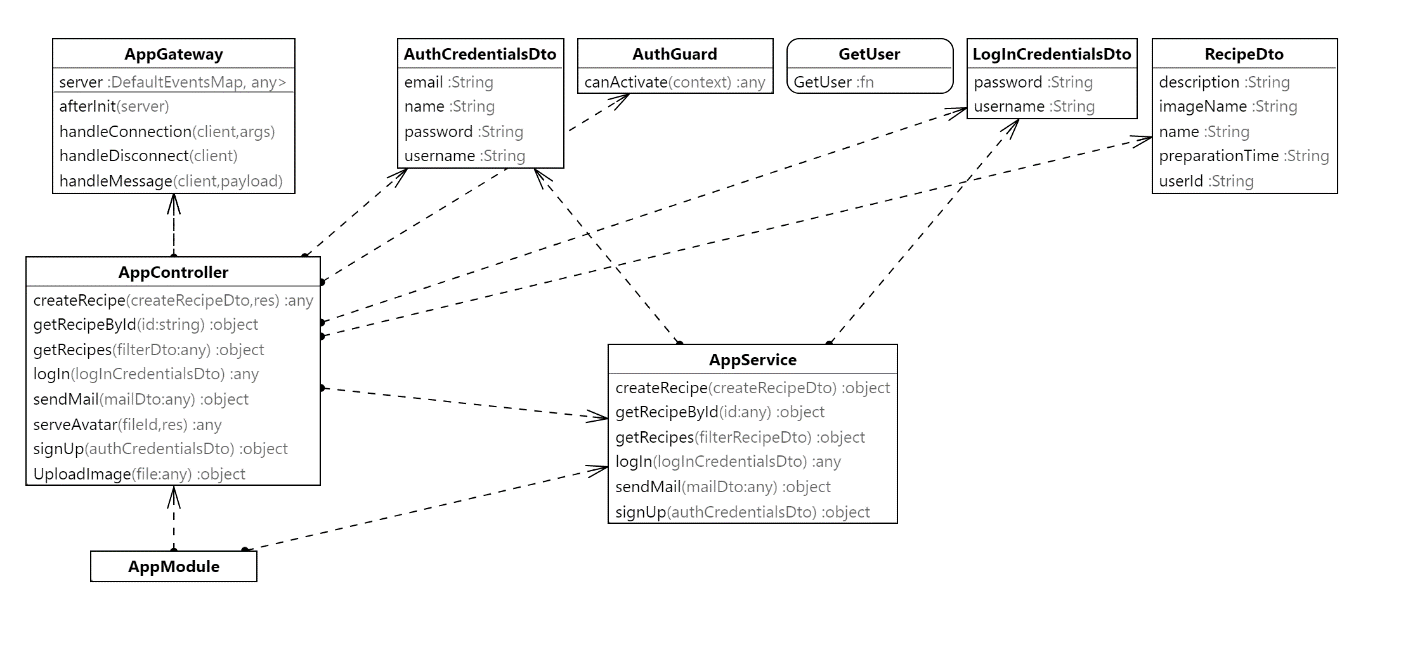 AppGateway
server :DefaultEventsMap, any>
afterInit(server)
handleConnection(client,args)
handleDisconnect(client)
handleMessage(client,payload)
AuthCredentialsDto
email :String
name :String
password :String
username :String
AuthGuard
canActivate(context) :any
GetUser
GetUser :fn
LogInCredentialsDto
password :String
username :String
RecipeDto
description :String
imageName :String
name :String
preparationTime :String
userId :String
AppController
createRecipe(createRecipeDto,res) :any
getRecipeById(id:string) :object
getRecipes(filterDto:any) :object
logIn(logInCredentialsDto) :any
sendMail(mailDto:any) :object
serveAvatar(fileId,res) :any
signUp(authCredentialsDto) :object
UploadImage(file:any) :object
AppService
createRecipe(createRecipeDto) :object
getRecipeById(id:any) :object
getRecipes(filterRecipeDto) :object
logIn(logInCredentialsDto) :any
sendMail(mailDto:any) :object
signUp(authCredentialsDto) :object
AppModule